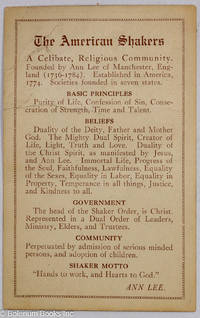 The American Shakers
A Celibate, Religious Community.
Founded by Ann Lee of Manchester, Eng-
land (1736-1784). Established in America,
1774. Societies founded in seven states.
BASIC PRINCIPLES
Purity of Life, Confession of Sin, Conse-
cration of Strength, Time and Talent.
BELIEFS
Duality of the Deity, Father and Mother
God. The Mighty Dual Spirit, Creator of
Life, Light, Truth and Love. Duality of
the Christ Spirit, as manifested by Jesus,
and Ann Lee. Immortal Life, Progress of the
Soul, Faithfulness, Lawfulness, Equality
of the Sexes, Equality in Labor, Equality in
Property, Temperance in all things, Justice,
and Kindness to all.
GOVERNMENT
The head of the Shaker Order, is Christ.
Represented in a Dual Order of Leaders,
Ministry, Elders, and Trustees.
COMMUNITY
Perpetuated by admission of serious minded
persons, and adoption of children.
SHAKER MOTTO
"Hands to work, and Hearts to God."
ANN LEE.
© Bolerium Books Inc.